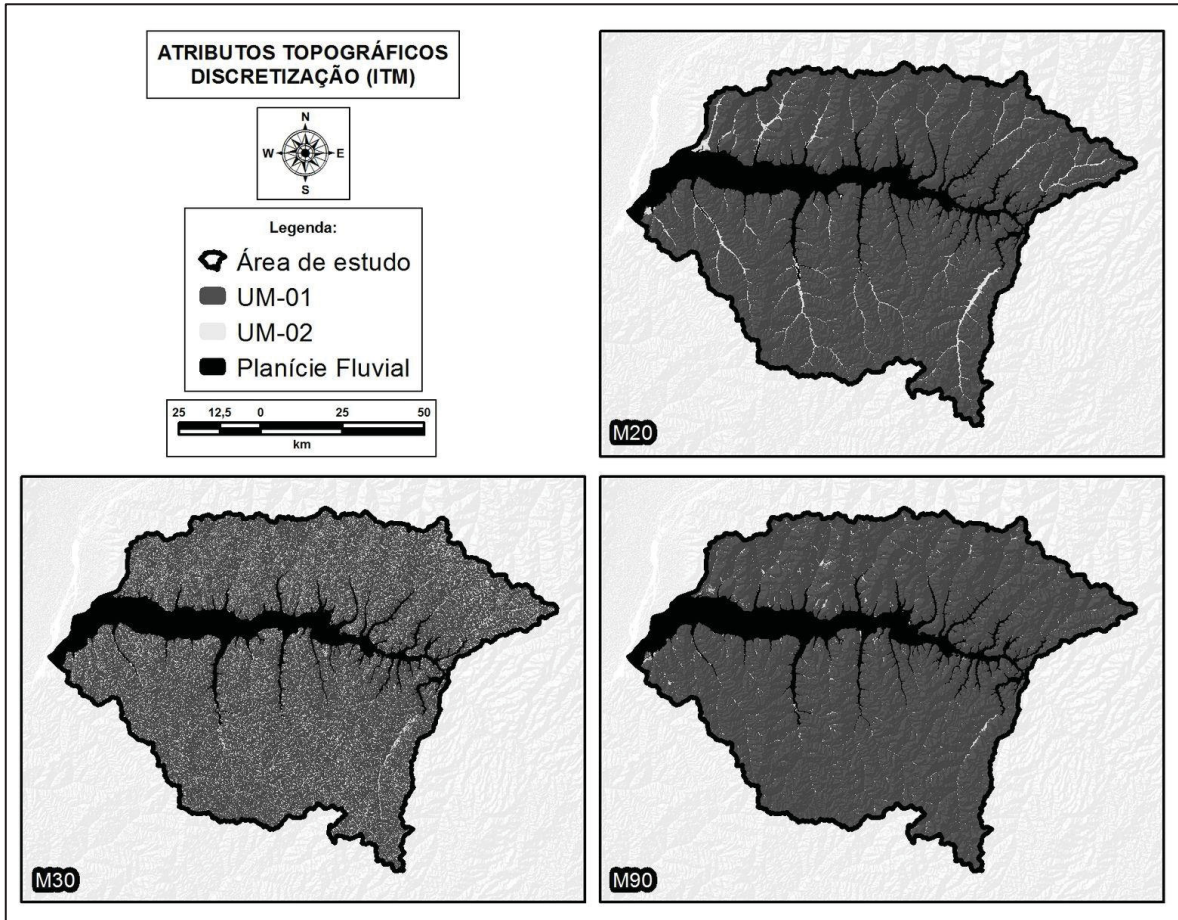 ATRIBUTOS TOPOGRÁFICOS
DISCRETIZAÇÃO (ITM)
N
W E
S
Legenda:
Área de estudo
UM-01
UM-02
Planície Fluvial
25 12,5 0 25 50
km
M20
M30
M90